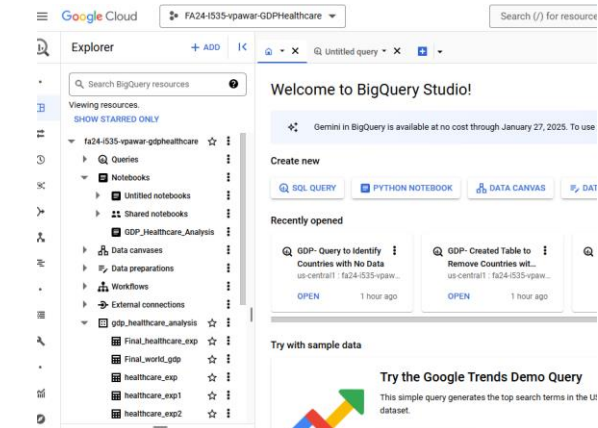 Google Cloud
FA24-I535-vpawar-GDPHealthcare
Search (/) for resource
Explorer
+ ADD
Untitled query
Search BigQuery resources
Viewing resources.
SHOW STARRED ONLY
fa24-i535-vpawar-gdphealthcare
Queries
Notebooks
Untitled notebooks
Shared notebooks
GDP_Healthcare_Analysis
Data canvases
Data preparations
Workflows
External connections
gdp_healthcare_analysis
Final_healthcare_exp
Final_world_gdp
healthcare_exp
healthcare_exp1
healthcare_exp2
Welcome to BigQuery Studio!
Gemini in BigQuery is available at no cost through January 27, 2025. To use
Create new
SQL QUERY
PYTHON NOTEBOOK
DATA CANVAS
DAT
Recently opened
GDP- Query to Identify
Countries with No Data
us-central1 : fa24-i535-vpaw...
OPEN
1 hour ago
GDP- Created Table to
Remove Countries wit...
us-central1 : fa24-i535-vpaw...
OPEN
1 hour ago
Try with sample data
Try the Google Trends Demo Query
This simple query generates the top search terms in the US
dataset.